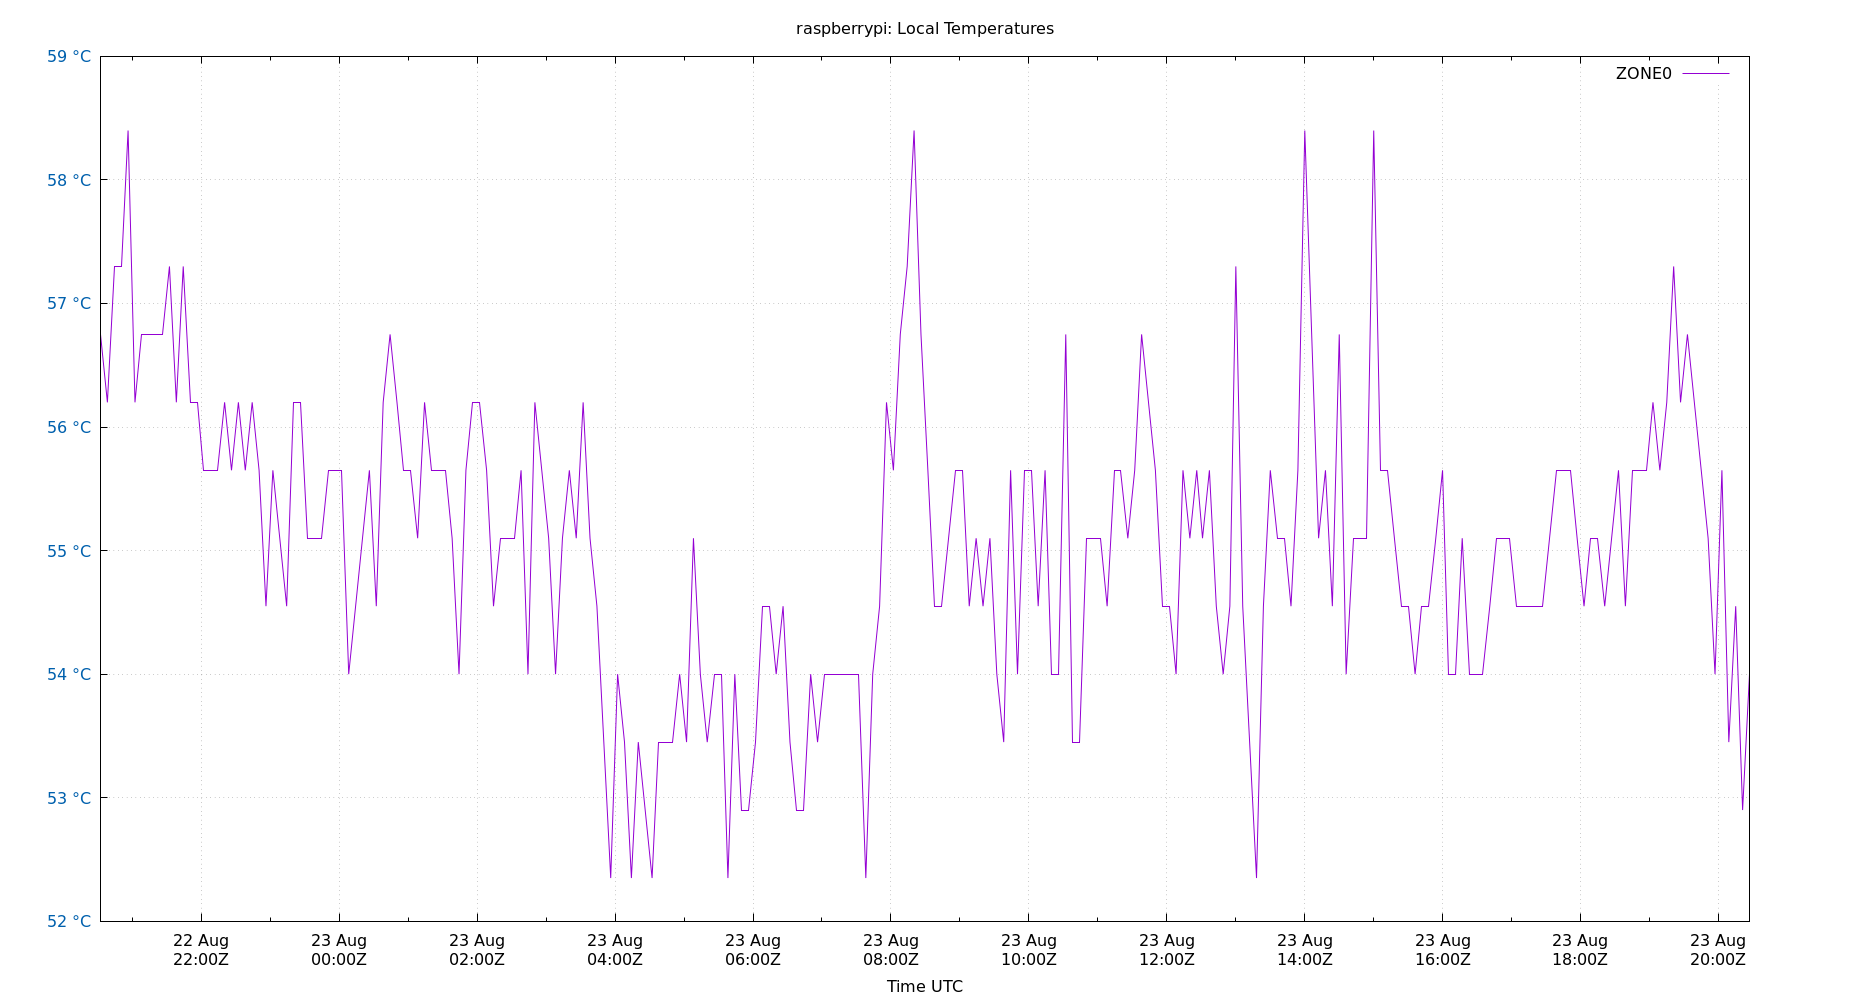 raspberrypi: Local Temperatures
59 °C
ZONE0
58 °C
57 °C
56 °C
55 °C
54 °C
53 °C
52 °C
22 Aug 23 Aug 23 Aug 23 Aug 23 Aug 23 Aug 23 Aug 23 Aug 23 Aug 23 Aug 23 Aug 23 Aug
22:00Z 00:00Z 02:00Z 04:00Z 06:00Z 08:00Z 10:00Z 12:00Z 14:00Z 16:00Z 18:00Z 20:00Z
Time UTC